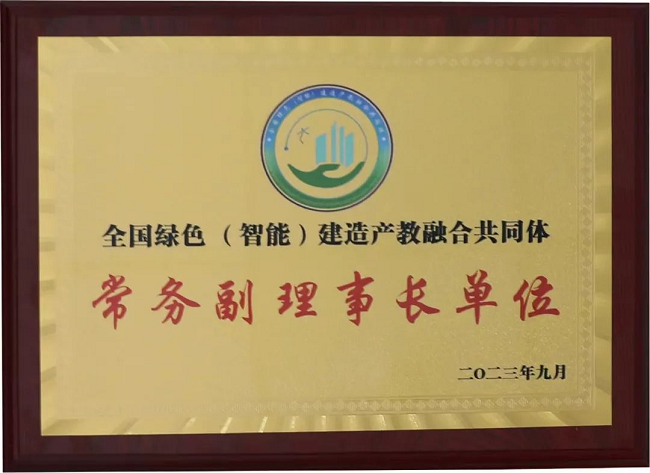 全国绿色（智能）建造产教融合共同体
常务副理事长单位
二〇二三年九月